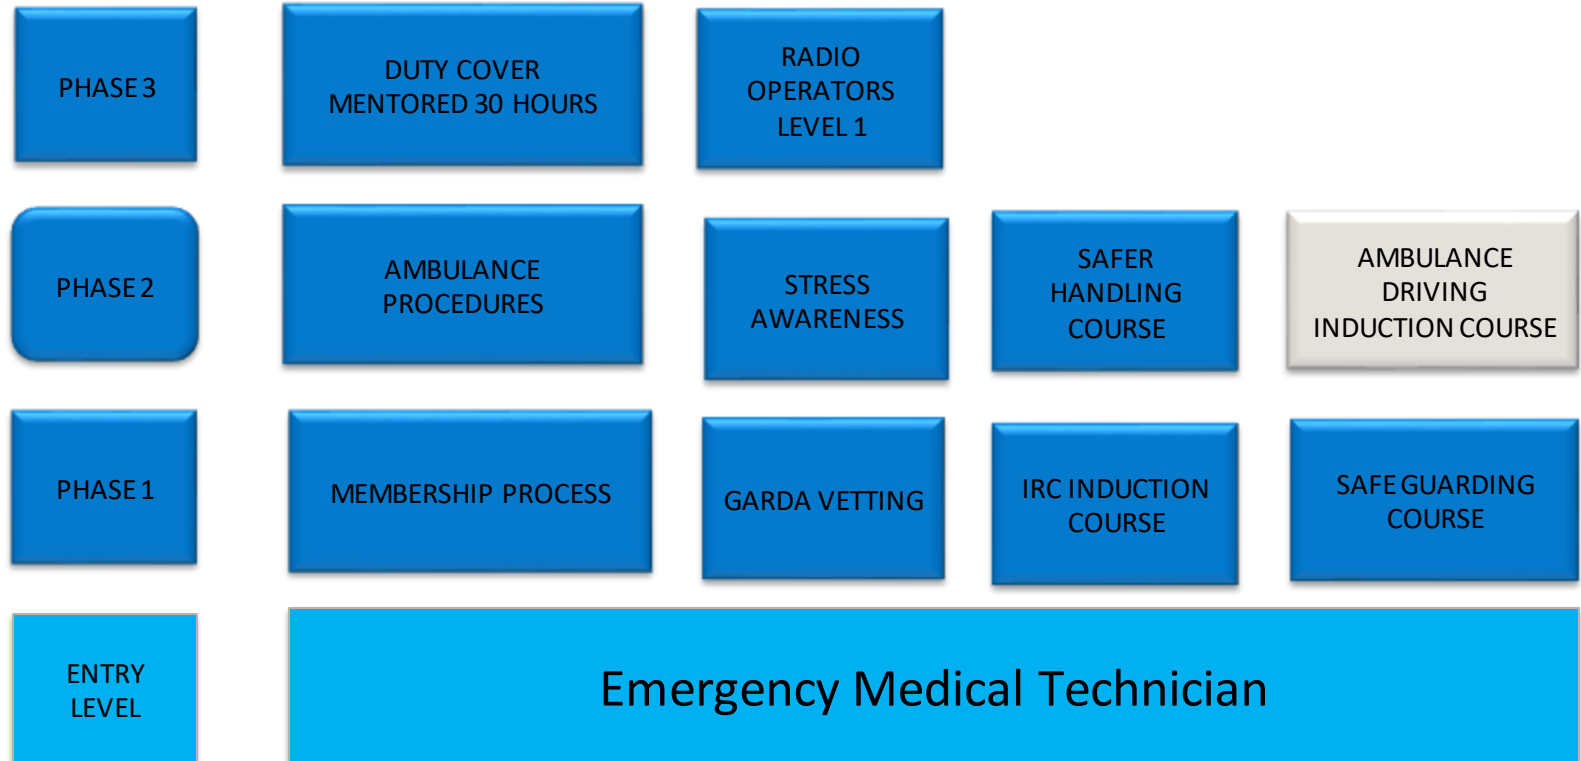 PHASE 3
DUTY COVER
MENTORED 30 HOURS
RADIO
OPERATORS
LEVEL 1
PHASE 2
AMBULANCE
PROCEDURES
STRESS
AWARENESS
SAFER
HANDLING
COURSE
AMBULANCE
DRIVING
INDUCTION COURSE
PHASE 1
MEMBERSHIP PROCESS
GARDA VETTING
IRC INDUCTION
COURSE
SAFE GUARDING
COURSE
ENTRY
LEVEL
Emergency Medical Technician